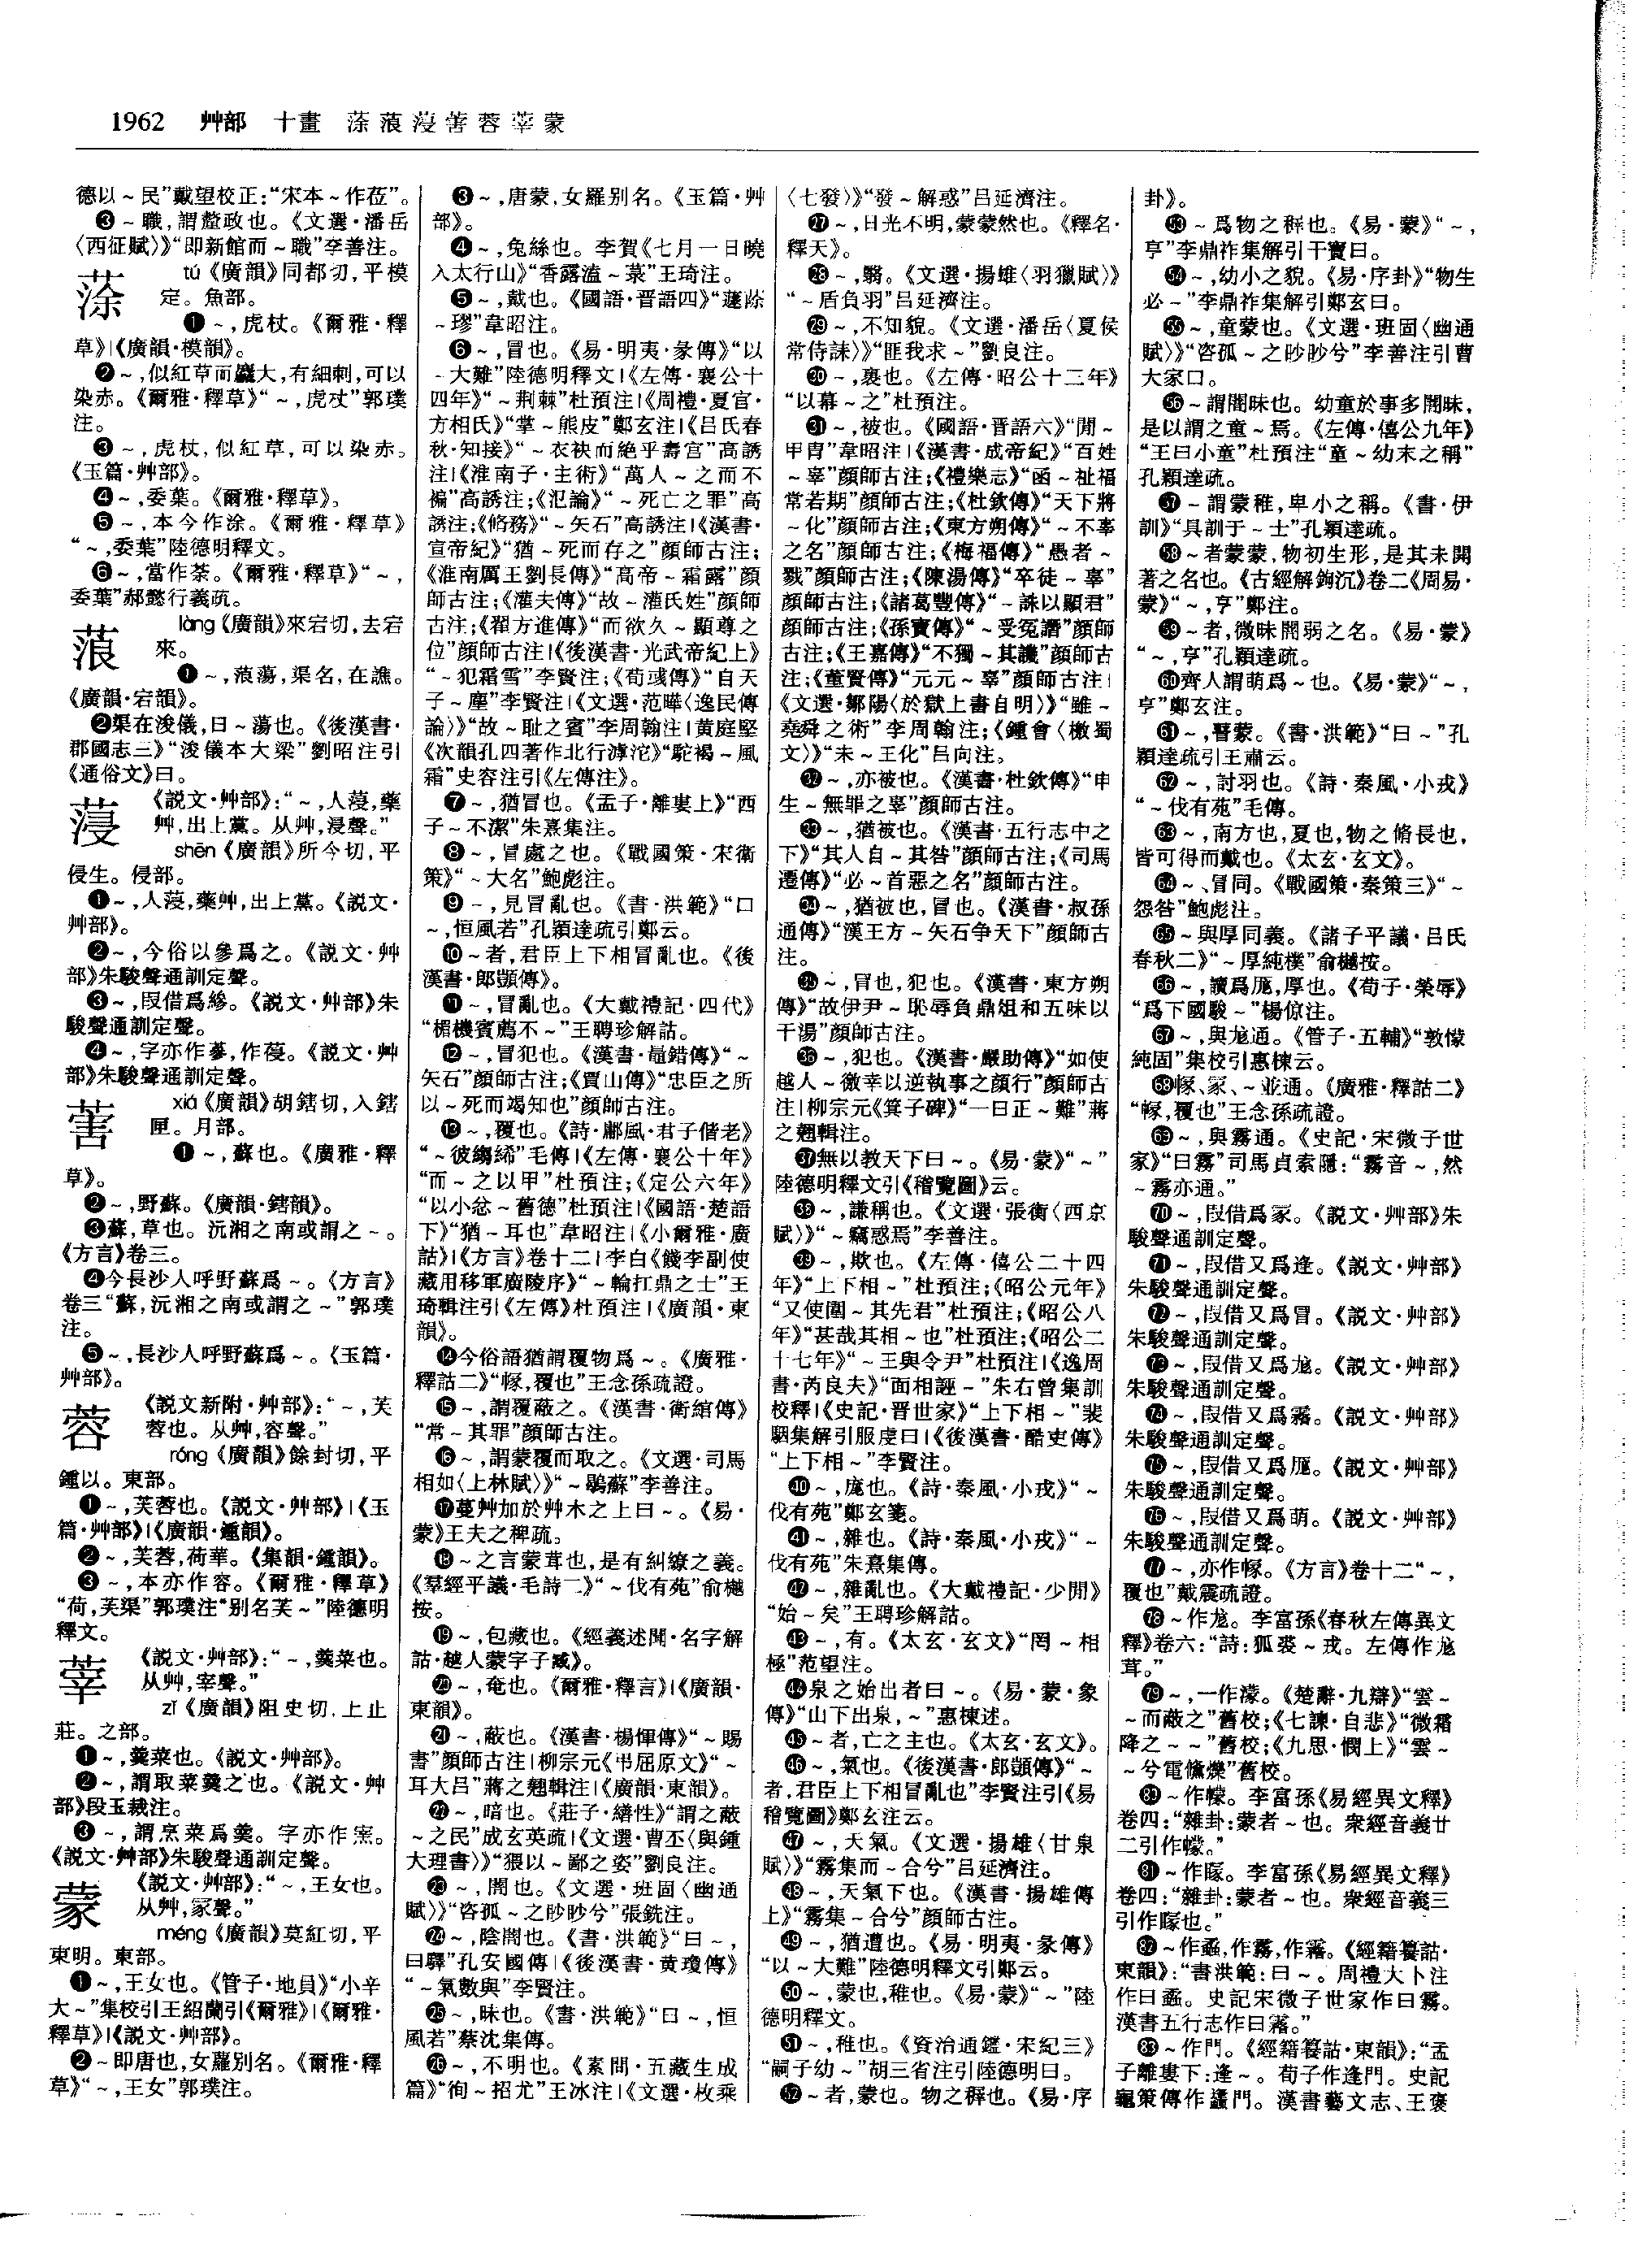 1962 艸部 十畫 蒤蒗葠𦳝蓉莘蒙
德以～民”戴望校正：“宋本～作莅”。
❸～職，謂釐政也。《文選·潘岳
〈西征賦〉》“即新館而～職”李善注。
蒤
tú《廣韻》同都切，平模
定。魚部。
❶～，虎杖。《爾雅·釋
草》|《廣韻·模韻》。
❷～，似紅草而麤大，有細刺，可以
染赤。《爾雅·釋草》“～，虎杖”郭璞
注。
❸～，虎杖，似紅草，可以染赤。
《玉篇·艸部》。
❹～，委葉。《爾雅·釋草》。
❺～，本今作涂。《爾雅·釋草》
“～，委葉”陸德明釋文。
❻～，當作荼。《爾雅·釋草》“～，
委葉”郝懿行義疏。
蒗
làng《廣韻》來宕切，去宕
來。
❶～，蒗蕩，渠名，在譙。
《廣韻·宕韻》。
❷渠在浚儀，曰～蕩也。《後漢書·
郡國志三》“浚儀本大梁”劉昭注引
《通俗文》曰。
《説文·艸部》：“～，人葠，藥
艸，出上黨。从艸，浸聲。”
shēn《廣韻》所今切，平
侵生。侵部。
❶～，人葠，藥艸，出上黨。《説文·
艸部》。
❷～，今俗以參爲之。《説文·艸
部》朱駿聲通訓定聲。
❸～，叚借爲縿。《説文·艸部》朱
駿聲通訓定聲。
❹～，字亦作蔘，作葠。《説文·艸
部》朱駿聲通訓定聲。
xiá《廣韻》胡鎋切，入鎋
匣。月部。
❶～，蘇也。《廣雅·釋
草》。
❷～，野蘇。《廣韻·鎋韻》。
❸蘇，草也。沅湘之南或謂之～。
《方言》卷三。
❹今長沙人呼野蘇爲～。《方言》
卷三“蘇，沅湘之南或謂之～”郭璞
注。
❺～，長沙人呼野蘇爲～。《玉篇·
艸部》。
蓉
《説文新附·艸部》：“～，芙
蓉也。从艸，容聲。”
róng《廣韻》餘封切，平
鍾以。東部。
❶～，芙蓉也。《説文·艸部》|《玉
篇·艸部》|《廣韻·鍾韻》。
❷～，芙蓉，荷華。《集韻·鍾韻》。
❸～，本亦作容。《爾雅·釋草》
“荷，芙渠”郭璞注“别名芙～”陸德明
釋文。
《説文·艸部》：“～，羹菜也。
从艸，宰聲。”
zǐ《廣韻》阻史切，上止
莊。之部。
❶～，羹菜也。《説文·艸部》。
❷～，謂取菜羹之也。《説文·艸
部》段玉裁注。
❸～，謂烹菜爲羹。字亦作
《説文·艸部》朱駿聲通訓定聲。
蒙
《説文·艸部》：“～，王女也。
从艸，冡聲。”
méng《廣韻》莫紅切，平
東明。東部。
❶～，王女也。《管子·地員》“小辛
大～”集校引王紹蘭引《爾雅》|《爾雅·
釋草》|《説文·艸部》。
❷～即唐也，女蘿别名。《爾雅·釋
草》“～，王女”郭璞注。
❸～，唐蒙，女羅别名。《玉篇·艸
部》。
❹～，兔絲也。李賀《七月一日曉
入太行山》“香露溘～菉”王琦注。
❺～，戴也。《國語·晋語四》“蘧蒢
～璆”韋昭注。
❻～，冒也。《易·明夷·彖傳》“以
～大難”陸德明釋文|《左傳·襄公十
四年》“～荆棘”杜預注|《周禮·夏官·
方相氏》“掌～熊皮”鄭玄注|《吕氏春
秋·知接》“～衣袂而絶乎壽宫”高誘
注|《淮南子·主術》“萬人～之而不
褊”高誘注；《氾論》“～死亡之罪”高
誘注；《脩務》“～矢石”高誘注|《漢書·
宣帝紀》“猶～死而存之”顔師古注；
《淮南厲王劉長傳》“高帝～霜露”顔
師古注；《灌夫傳》“故～灌氏姓”顔師
古注；《翟方進傳》“而欲久～顯尊之
位”顔師古注|《後漢書·光武帝紀上》
“～犯霜雪”李賢注；《荀彧傳》“自天
子～塵”李賢注|《文選·范曄〈逸民傳
論〉》“故～耻之賓”李周翰注|黄庭堅
《次韻孔四著作北行滹沱》“駝褐～風
霜”史容注引《左傳注》。
❼～，猶冒也。《孟子·離婁上》“西
子～不潔”朱熹集注。
❽～，冒處之也。《戰國策·宋衛
策》“～大名”鮑彪注。
❾～，見冒亂也。《書·洪範》“曰
～，恒風若”孔穎達疏引鄭云。
❿～者，君臣上下相冒亂也。《後
漢書·郎顗傳》。
⓫～，冒亂也。《大戴禮記·四代》
“楣機賓薦不～”王聘珍解詁。
⓬～，冒犯也。《漢書·鼂錯傳》“～
矢石”顔師古注；《賈山傳》“忠臣之所
以～死而竭知也”顔師古注。
⓭～，覆也。《詩·鄘風·君子偕老》
“～彼縐絺”毛傳|《左傳·襄公十年》
“而～之以甲”杜預注；《定公六年》
“以小忿～舊德”杜預注|《國語·楚語
下》“猶～耳也”韋昭注|《小爾雅·廣
詁》|《方言》卷十二|李白《餞李副使
藏用移軍廣陵序》“～輪扛鼎之士”王
琦輯注引《左傳》杜預注|《廣韻·東
韻》。
⓮今俗語猶謂覆物爲～。《廣雅·
釋詁二》“幏，覆也”王念孫疏證。
⓯～，謂覆蔽之。《漢書·衛綰傳》
“常～其罪”顔師古注。
⓰～，謂蒙覆而取之。《文選·司馬
相如〈上林賦〉》“～鶡蘇”李善注。
⓱蔓艸加於艸木之上曰～。《易·
蒙》王夫之稗疏。
⓲～之言蒙茸也，是有糾繚之義。
《羣經平議·毛詩二》“～伐有苑”俞樾
按。
⓳～，包藏也。《經義述聞·名字解
詁·越人蒙字子臧》。
⓴～，奄也。《爾雅·釋言》|《廣韻·
東韻》。
㉑～，蔽也。《漢書·楊惲傳》“～賜
書”顔師古注|柳宗元《弔屈原文》“～
耳大吕”蔣之翹輯注|《廣韻·東韻》。
㉒～，暗也。《莊子·繕性》“謂之蔽
～之民”成玄英疏|《文選·曹丕〈與鍾
大理書〉》“猥以～鄙之姿”劉良注。
㉓～，闇也。《文選·班固〈幽通
賦〉》“咨孤～之眇眇兮”張銑注。
㉔～，陰闇也。《書·洪範》“曰～，
曰驛”孔安國傳|《後漢書·黄瓊傳》
“～氣數興”李賢注。
㉕～，昧也。《書·洪範》“曰～，恒
風若”蔡沈集傳。
㉖～，不明也。《素問·五藏生成
篇》“徇～招尤”王冰注|《文選·枚乘
〈七發〉》“發～解惑”吕延濟注。
㉗～，日光不明，蒙蒙然也。《釋名·
釋天》。
㉘～，翳。《文選·揚雄〈羽獵賦〉》
“～盾負羽”吕延濟注。
㉙～，不知貌。《文選·潘岳〈夏侯
常侍誄〉》“匪我求～”劉良注。
㉚～，裹也。《左傳·昭公十三年》
“以幕～之”杜預注。
㉛～，被也。《國語·晋語六》“閒～
甲胄”韋昭注|《漢書·成帝紀》“百姓
～辜”顔師古注；《禮樂志》“函～祉福
常若期”顔師古注；《杜欽傳》“天下將
～化”顔師古注；《東方朔傳》“～不辜
之名”顔師古注；《梅福傳》“愚者～
戮”顔師古注；《陳湯傳》“卒徒～辜”
顔師古注；《諸葛豐傳》“～誅以顯君”
顔師古注；《孫寶傳》“～受冤譖”顔師
古注；《王嘉傳》“不獨～其譏”顔師古
注；《董賢傳》“元元～辜”顔師古注|
《文選·鄒陽〈於獄上書自明〉》“雖～
堯舜之術”李周翰注；《鍾會〈檄蜀
文〉》“未～王化”吕向注。
㉜～，亦被也。《漢書·杜欽傳》“申
生～無罪之辜”顔師古注。
㉝～，猶被也。《漢書·五行志中之
下》“其人自～其咎”顔師古注；《司馬
遷傳》“必～首惡之名”顔師古注。
㉞～，猶被也，冒也。《漢書·叔孫
通傳》“漢王方～矢石争天下”顔師古
注。
㉟～，冒也，犯也。《漢書·東方朔
傳》“故伊尹～恥辱負鼎俎和五味以
干湯”顔師古注。
㊱～，犯也。《漢書·嚴助傳》“如使
越人～徼幸以逆執事之顔行”顔師古
注|柳宗元《箕子碑》“一曰正～難”蔣
之翹輯注。
㊲無以教天下曰～。《易·蒙》“～”
陸德明釋文引《稽覽圖》云。
㊳～，謙稱也。《文選·張衡〈西京
賦〉》“～竊惑焉”李善注。
㊴～，欺也。《左傳·僖公二十四
年》“上下相～”杜預注；《昭公元年》
“又使圍～其先君”杜預注；《昭公八
年》“甚哉其相～也”杜預注；《昭公二
十七年》“～王與令尹”杜預注|《逸周
書·芮良夫》“面相誣～”朱右曾集訓
校釋|《史記·晋世家》“上下相～”裴
駰集解引服虔曰|《後漢書·酷吏傳》
“上下相～”李賢注。
㊵～，庬也。《詩·秦風·小戎》“～
伐有苑”鄭玄箋。
㊶～，雜也。《詩·秦風·小戎》“～
伐有苑”朱熹集傳。
㊷～，雜亂也。《大戴禮記·少閒》
“始～矣”王聘珍解詁。
㊸～，有。《太玄·玄文》“罔～相
極”范望注。
㊹泉之始出者曰～。《易·蒙·象
傳》“山下出泉，～”惠棟述。
㊺～者，亡之主也。《太玄·玄文》。
㊻～，氣也。《後漢書·郎顗傳》“～
者，君臣上下相冒亂也”李賢注引《易
稽覽圖》鄭玄注云。
㊼～，天氣。《文選·揚雄〈甘泉
賦〉》“霧集而～合兮”吕延濟注。
㊽～，天氣下也。《漢書·揚雄傳
上》“霧集～合兮”顔師古注。
㊾～，猶遭也。《易·明夷·彖傳》
“以～大難”陸德明釋文引鄭云。
㊿～，蒙也，稚也。《易·蒙》“～”陸
德明釋文。
51～，稚也。《資治通鑑·宋紀三》
“嗣子幼～”胡三省注引陸德明曰。
52～者，蒙也。物之稺也。《易·序
卦》。
53～爲物之稺也。《易·蒙》“～，
亨”李鼎祚集解引干寶曰。
54～，幼小之貌。《易·序卦》“物生
必～”李鼎祚集解引鄭玄曰。
55～，童蒙也。《文選·班固〈幽通
賦〉》“咨孤～之眇眇兮”李善注引曹
大家曰。
56～謂闇昧也。幼童於事多闇昧，
是以謂之童～焉。《左傳·僖公九年》
“王曰小童”杜預注“童～幼末之稱”
孔穎達疏。
57～謂蒙稚，卑小之稱。《書·伊
訓》“具訓于～士”孔穎達疏。
58～者蒙蒙，物初生形，是其未開
著之名也。《古經解鉤沉》卷二《周易·
蒙》“～，亨”鄭注。
59～者，微昧闇弱之名。《易·蒙》
“～，亨”孔穎達疏。
60齊人謂萌爲～也。《易·蒙》“～，
亨”鄭玄注。
61～，瞀蒙。《書·洪範》“曰～”孔
穎達疏引王肅云。
62～，討羽也。《詩·秦風·小戎》
“～伐有苑”毛傳。
63～，南方也，夏也，物之脩長也，
皆可得而戴也。《太玄·玄文》。
64～、冒同。《戰國策·秦策三》“～
怨咎”鮑彪注。
65～與厚同義。《諸子平議·吕氏
春秋二》“～厚純樸”俞樾按。
66～，讀爲厖，厚也。《荀子·榮辱》
“爲下國駿～”楊倞注。
67～，與尨通。《管子·五輔》“敦懞
純固”集校引惠棟云。
68幏、冡、～並通。《廣雅·釋詁二》
“幏，覆也”王念孫疏證。
69～，與霧通。《史記·宋微子世
家》“曰霧”司馬貞索隱：“霧音～，然
～霧亦通。”
70～，叚借爲冡。《説文·艸部》朱
駿聲通訓定聲。
71～，叚借爲逢。《説文·艸部》
朱駿聲通訓定聲。
72～，叚借又爲冒。《説文·艸部》
朱駿聲通訓定聲。
73～，叚借又爲尨。《説文·艸部》
朱駿聲通訓定聲。
74～，叚借又爲霿。《説文·艸部》
朱駿聲通訓定聲。
75～，叚借又爲厖。《説文·艸部》
朱駿聲通訓定聲。
76～，叚借又爲萌。《説文·艸部》
朱駿聲通訓定聲。
77～，亦作幏。《方言》卷十二“～，
覆也”戴震疏證。
78～作尨。李富孫《春秋左傳異文
釋》卷六：“詩：狐裘～戎。左傳作尨
茸。”
79～，一作濛。《楚辭·九辯》“雲～
～而蔽之”舊校；《七諫·自悲》“微霜
降之～～”舊校；《九思·憫上》“雲～
～兮電儵爍”舊校。
80～作幪。李富孫《易經異文釋》
卷四：“雜卦：蒙者～也。衆經音義廿
二引作幪。”
81～作矇。李富孫《易經異文釋》
卷四：“雜卦：蒙者～也。衆經音義三
引作矇也。”
82～作蟊，作霧，作霿。《經籍籑詁·
東韻》：“書洪範：曰～。周禮大卜注
作曰蟊。史記宋微子世家作曰霧。
漢書五行志作曰霿。”
83～作門。《經籍籑詁·東韻》：“孟
子離婁下：逢～。荀子作逢門。史記
龜策傳作蠭門。漢書藝文志、王褒